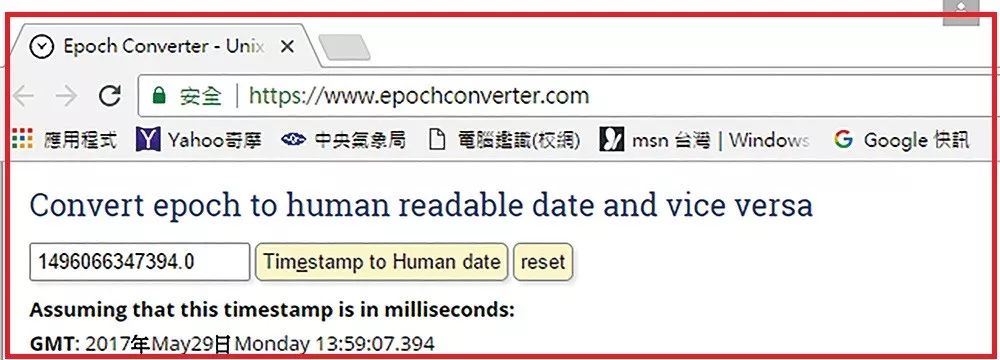 Epoch Converter - Unix
安全 | https://www.epochconverter.com
應用程式 Yahoo奇摩 中央氣象局 電腦鑑識(校網) msn 台灣 | Windows Google 快訊
Convert epoch to human readable date and vice versa
1496066347394.0 Timestamp to Human date reset
Assuming that this timestamp is in milliseconds:
GMT: 2017年May29日Monday 13:59:07.394